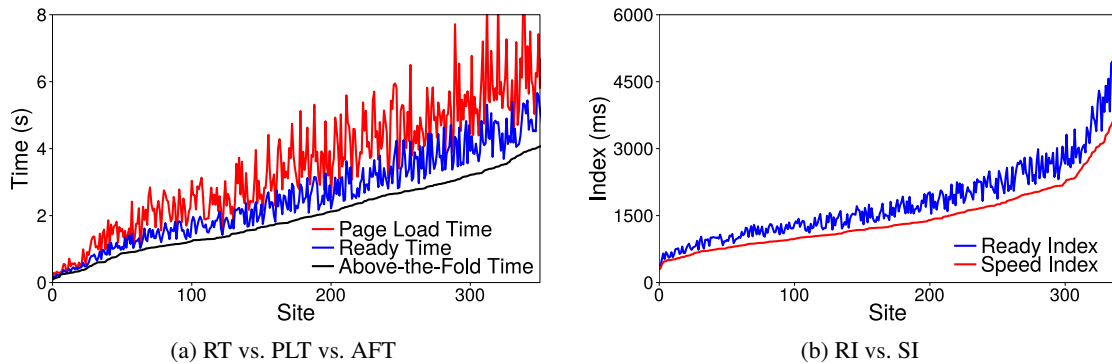 8
6
4
2
0
Time (s)
0
100
200
300
Site
Page Load Time
Ready Time
Above-the-Fold Time
(a) RT vs. PLT vs. AFT
6000
4500
3000
1500
0
Index (ms)
0
100
200
300
Site
Ready Index
Speed Index
(b) RI vs. SI